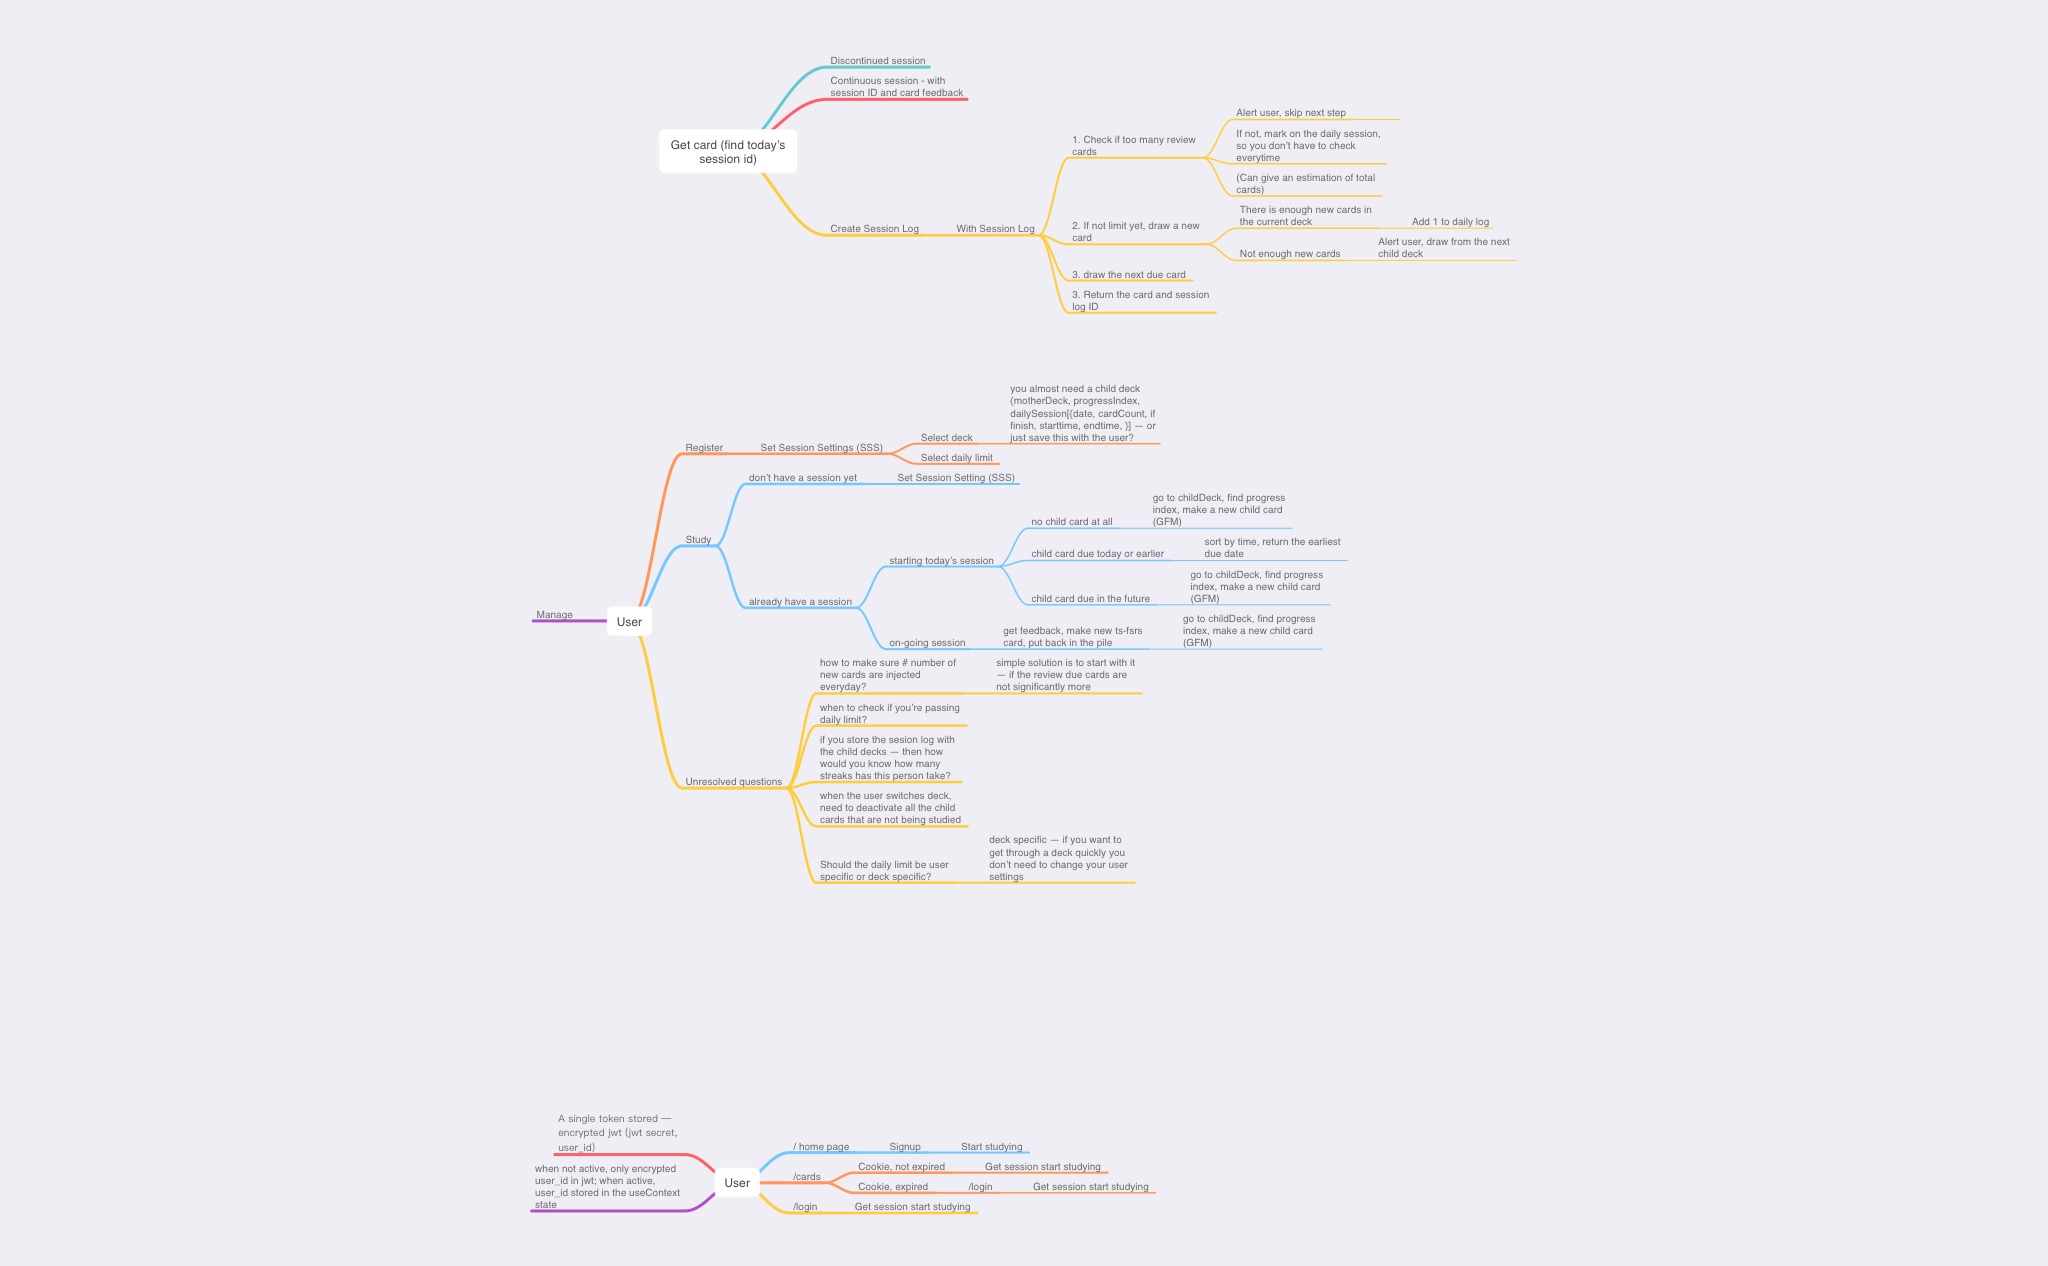 Discontinued session
Continuous session - with
session ID and card feedback
Get card (find today's
session id)
Create Session Log
With Session Log
1. Check if too many review
cards
Alert user, skip next step
If not, mark on the daily session,
so you don't have to check
everytime
(Can give an estimation of total
cards)
2. If not limit yet, draw a new
card
There is enough new cards in
the current deck
Add 1 to daily log
Not enough new cards
Alert user, draw from the next
child deck
3. draw the next due card
3. Return the card and session
log ID
Manage
User
Register
Set Session Settings (SSS)
Select deck
you almost need a child deck
{motherDeck, progressIndex,
dailySession[{date, cardCount, if
finish, starttime, endtime, }] — or
just save this with the user?
Select daily limit
Study
don't have a session yet
Set Session Setting (SSS)
already have a session
starting today's session
no child card at all
go to childDeck, find progress
index, make a new child card
(GFM)
child card due today or earlier
sort by time, return the earliest
due date
child card due in the future
go to childDeck, find progress
index, make a new child card
(GFM)
on-going session
get feedback, make new ts-fsrs
card, put back in the pile
go to childDeck, find progress
index, make a new child card
(GFM)
Unresolved questions
how to make sure # number of
new cards are injected
everyday?
simple solution is to start with it
— if the review due cards are
not significantly more
when to check if you're passing
daily limit?
if you store the sesion log with
the child decks — then how
would you know how many
streaks has this person take?
when the user switches deck,
need to deactivate all the child
cards that are not being studied
Should the daily limit be user
specific or deck specific?
deck specific — if you want to
get through a deck quickly you
don't need to change your user
settings
A single token stored —
encrypted jwt (jwt secret,
user_id)
when not active, only encrypted
user_id in jwt; when active,
user_id stored in the useContext
state
User
/ home page
Signup
Start studying
/cards
Cookie, not expired
Get session start studying
Cookie, expired
/login
Get session start studying
/login
Get session start studying